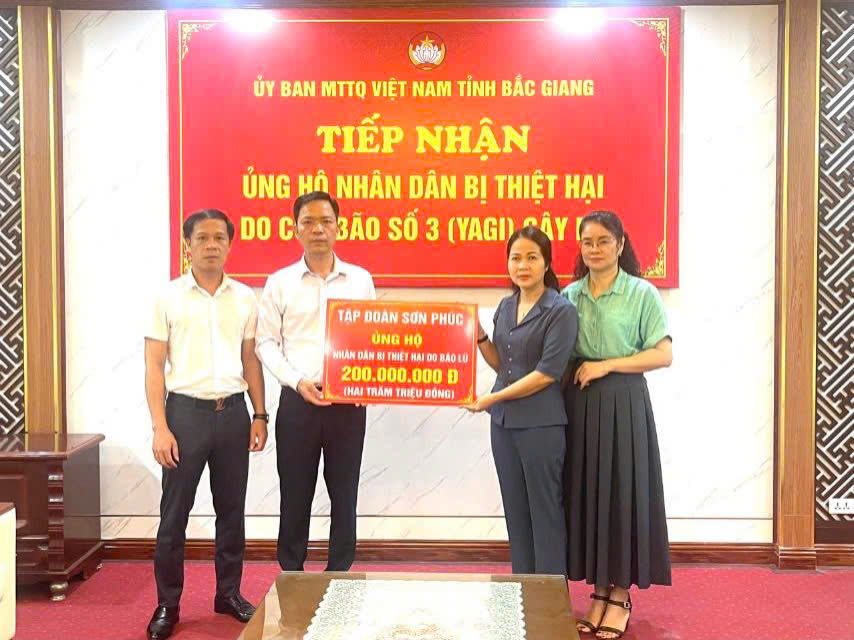 ỦY BAN MTTQ VIỆT NAM TỈNH BẮC GIANG
TIẾP NHẬN
ỦNG HỘ NHÂN DÂN BỊ THIỆT HẠI
DO BÃO SỐ 3 (YAGI) GÂY
TẬP ĐOÀN SƠN PHÚC
ỦNG HỘ
NHÂN DÂN BỊ THIỆT HẠI DO BÃO LŨ
200.000.000 Đ
(HAI TRĂM TRIỆU ĐỒNG)